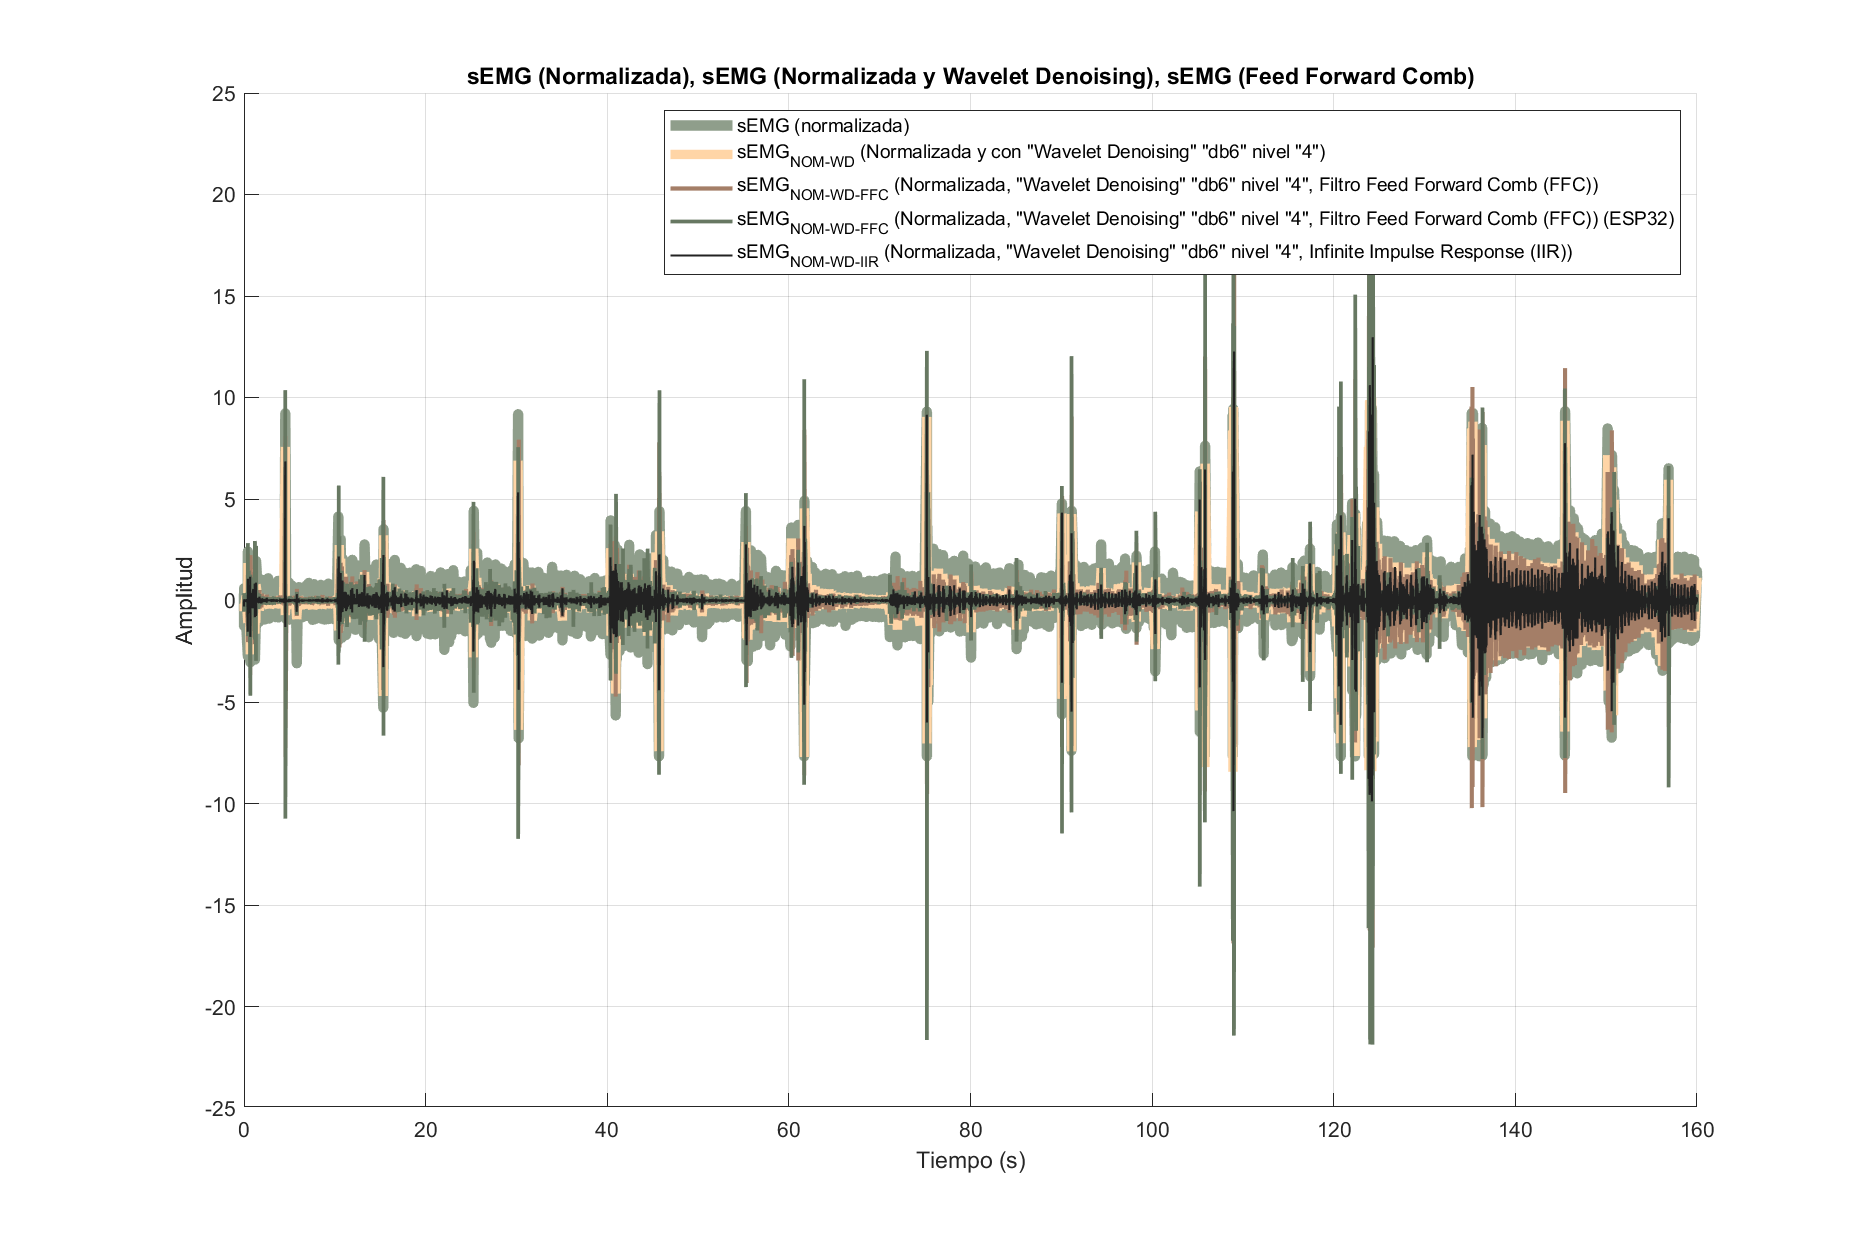 sEMG (Normalizada), sEMG (Normalizada y Wavelet Denoising), sEMG (Feed Forward Comb)
sEMG (normalizada)
sEMG_NOM-WD (Normalizada y con "Wavelet Denoising" "db6" nivel "4")
sEMG_NOM-WD-FFC (Normalizada, "Wavelet Denoising" "db6" nivel "4", Filtro Feed Forward Comb (FFC))
sEMG_NOM-WD-FFC (Normalizada, "Wavelet Denoising" "db6" nivel "4", Filtro Feed Forward Comb (FFC)) (ESP32)
sEMG_NOM-WD-IIR (Normalizada, "Wavelet Denoising" "db6" nivel "4", Infinite Impulse Response (IIR))
25
20
15
10
5
0
-5
-10
-15
-20
-25
Amplitud
0 20 40 60 80 100 120 140 160
Tiempo (s)